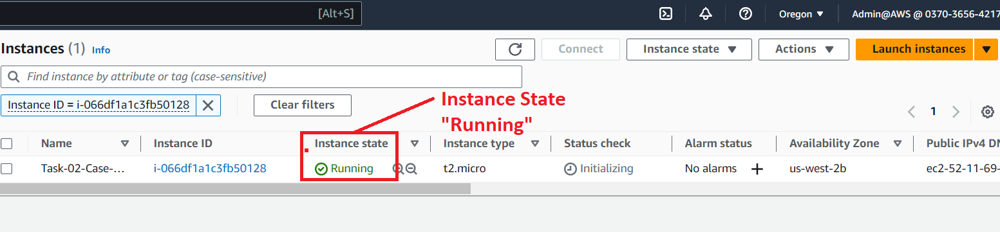 [Alt+S]
Oregon ▼
Admin@AWS @ 0370-3656-4217
Instances (1) Info
Connect
Instance state ▼
Actions ▼
Launch instances ▼
Find instance by attribute or tag (case-sensitive)
Instance ID = i-066df1a1c3fb50128
Clear filters
Instance State
"Running"
1
Name
Instance ID
Instance state
Instance type
Status check
Alarm status
Availability Zone
Public IPv4 DN
Task-02-Case-...
i-066df1a1c3fb50128
Running
t2.micro
Initializing
No alarms +
us-west-2b
ec2-52-11-69-